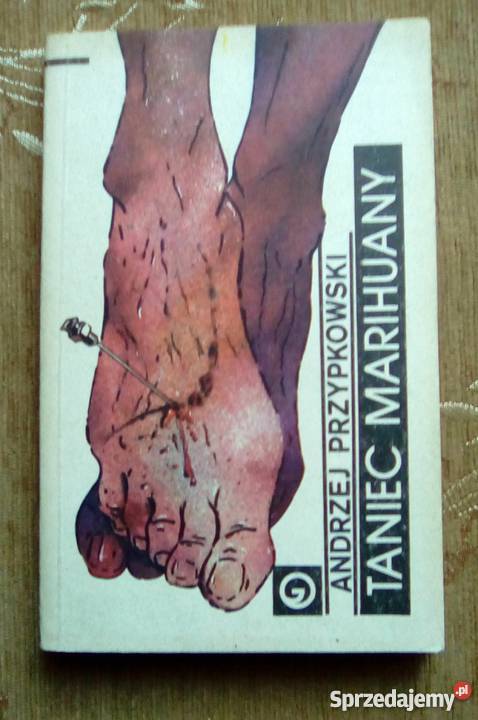 ANDRZEJ PRZYPKOWSKI
TANIEC MARIHUANY
Sprzedajemy.pl